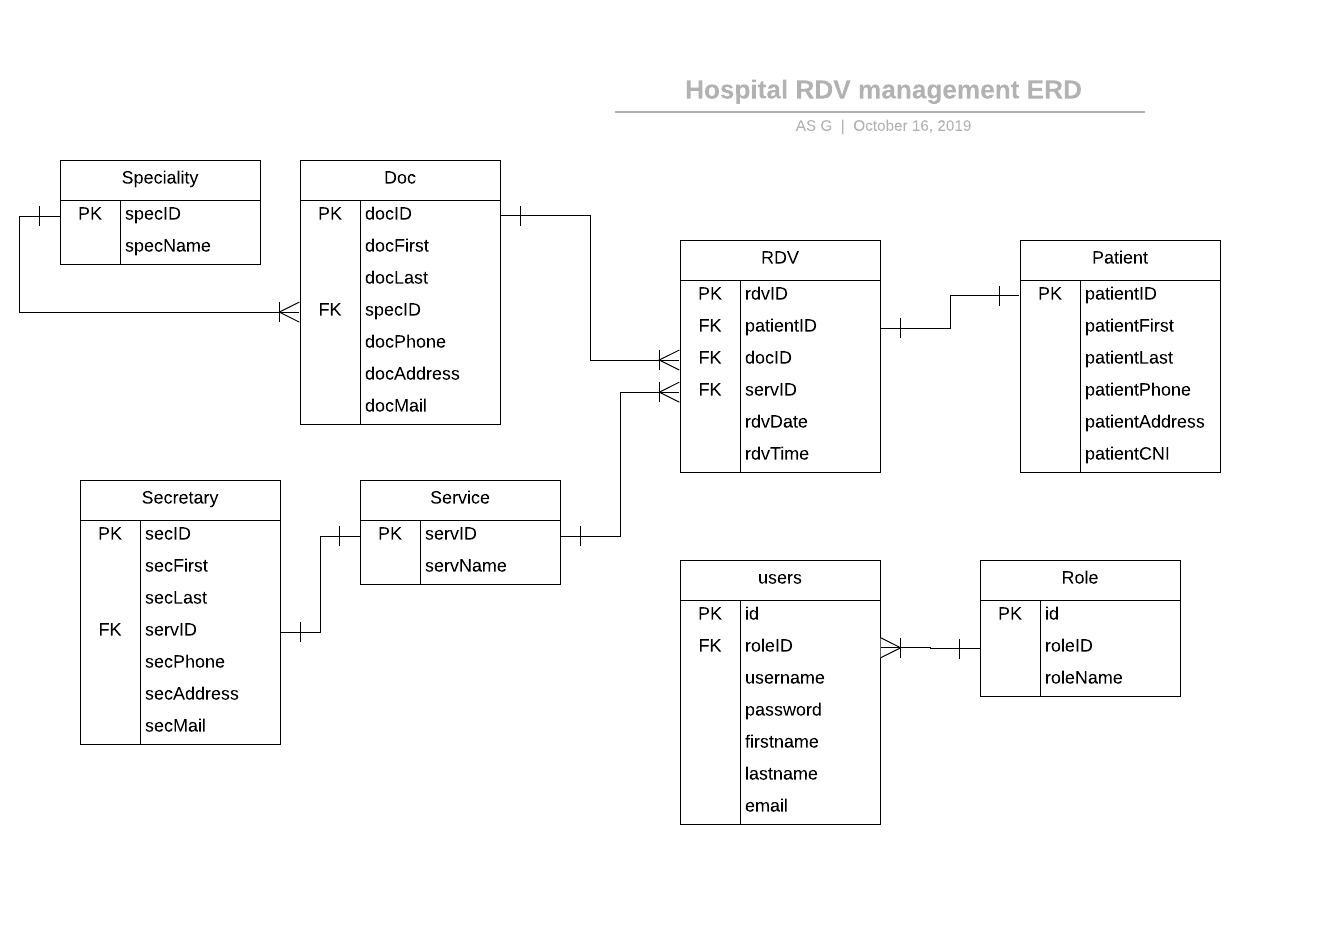 Hospital RDV management ERD
AS G | October 16, 2019
Speciality
PK specID
specName
Doc
PK docID
docFirst
docLast
FK specID
docPhone
docAddress
docMail
RDV
PK rdvID
FK patientID
FK docID
FK servID
rdvDate
rdvTime
Patient
PK patientID
patientFirst
patientLast
patientPhone
patientAddress
patientCNI
Secretary
PK secID
secFirst
secLast
FK servID
secPhone
secAddress
secMail
Service
PK servID
servName
users
PK id
FK roleID
username
password
firstname
lastname
email
Role
PK id
roleID
roleName